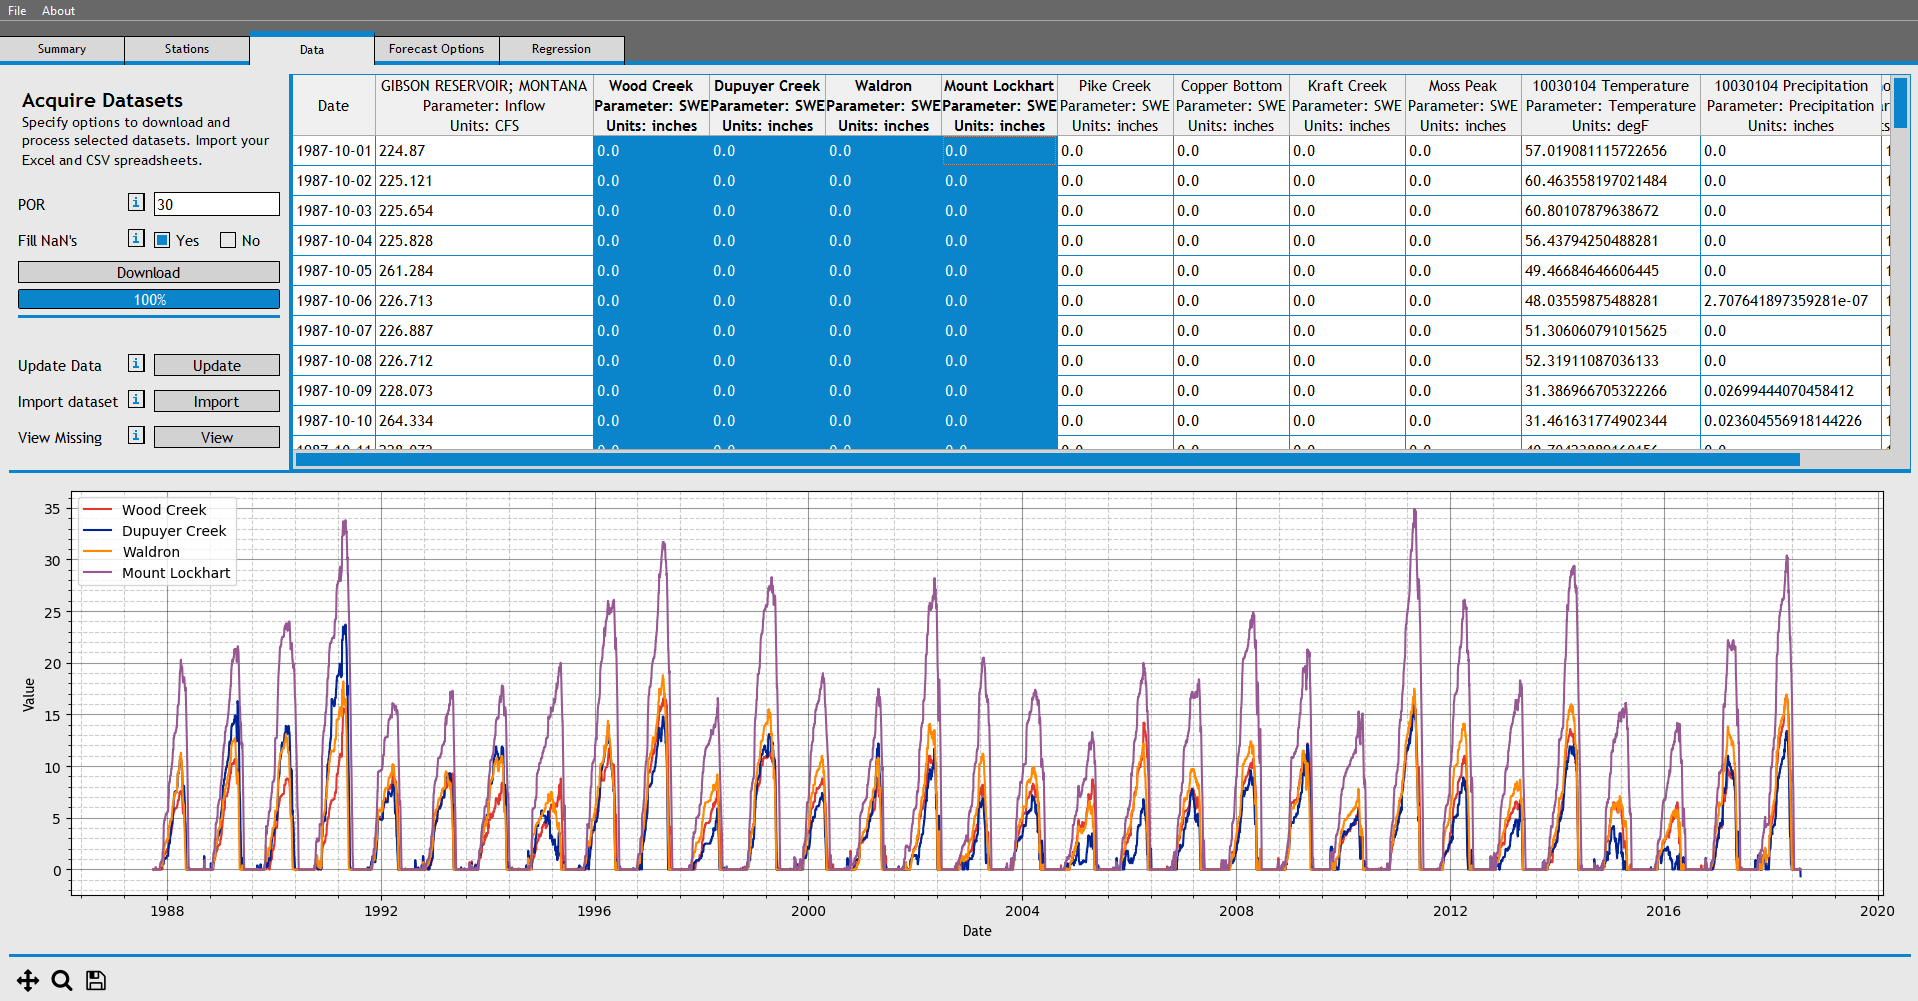 File About
Summary Stations Data Forecast Options Regression
Acquire Datasets
Specify options to download and
process selected datasets. Import your
Excel and CSV spreadsheets.
POR i 30
Fill NaN's i Yes No
Download
100%
Update Data i Update
Import dataset i Import
View Missing i View
GIBSON RESERVOIR; MONTANA Wood Creek Dupuyer Creek Waldron Mount Lockhart Pike Creek Copper Bottom Kraft Creek Moss Peak 10030104 Temperature 10030104 Precipitation
Date Parameter: Inflow Parameter: SWE Parameter: SWE Parameter: SWE Parameter: SWE Parameter: SWE Parameter: SWE Parameter: SWE Parameter: SWE Parameter: Temperature Parameter: Precipitation
Units: CFS Units: inches Units: inches Units: inches Units: inches Units: inches Units: inches Units: inches Units: inches Units: degF Units: inches
1987-10-01 224.87 0.0 0.0 0.0 0.0 0.0 0.0 0.0 0.0 57.019081115722656 0.0
1987-10-02 225.121 0.0 0.0 0.0 0.0 0.0 0.0 0.0 0.0 60.463558197021484 0.0
1987-10-03 225.654 0.0 0.0 0.0 0.0 0.0 0.0 0.0 0.0 60.80107879638672 0.0
1987-10-04 225.828 0.0 0.0 0.0 0.0 0.0 0.0 0.0 0.0 56.43794250488281 0.0
1987-10-05 261.284 0.0 0.0 0.0 0.0 0.0 0.0 0.0 0.0 49.46684646606445 0.0
1987-10-06 226.713 0.0 0.0 0.0 0.0 0.0 0.0 0.0 0.0 48.03559875488281 2.707641897359281e-07
1987-10-07 226.887 0.0 0.0 0.0 0.0 0.0 0.0 0.0 0.0 51.306060791015625 0.0
1987-10-08 226.712 0.0 0.0 0.0 0.0 0.0 0.0 0.0 0.0 52.31911087036133 0.0
1987-10-09 228.073 0.0 0.0 0.0 0.0 0.0 0.0 0.0 0.0 31.386966705322266 0.02699444070458412
1987-10-10 264.334 0.0 0.0 0.0 0.0 0.0 0.0 0.0 0.0 31.461631774902344 0.023604556918144226
Wood Creek
Dupuyer Creek
Waldron
Mount Lockhart
35
30
25
20
15
10
5
0
Value
1988 1992 1996 2000 2004 2008 2012 2016 2020
Date